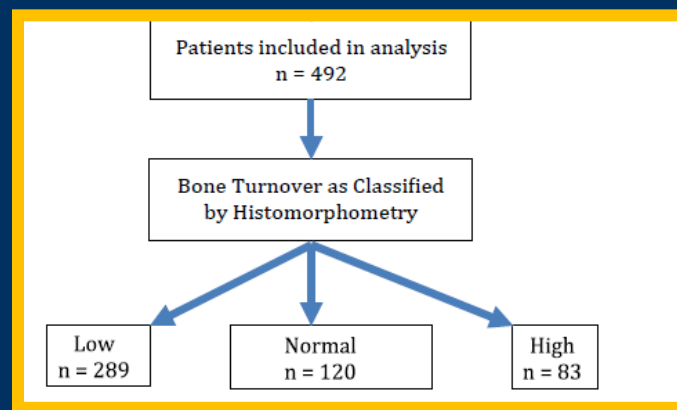 Patients included in analysis
n = 492
Bone Turnover as Classified
by Histomorphometry
Low
n = 289
Normal
n = 120
High
n = 83